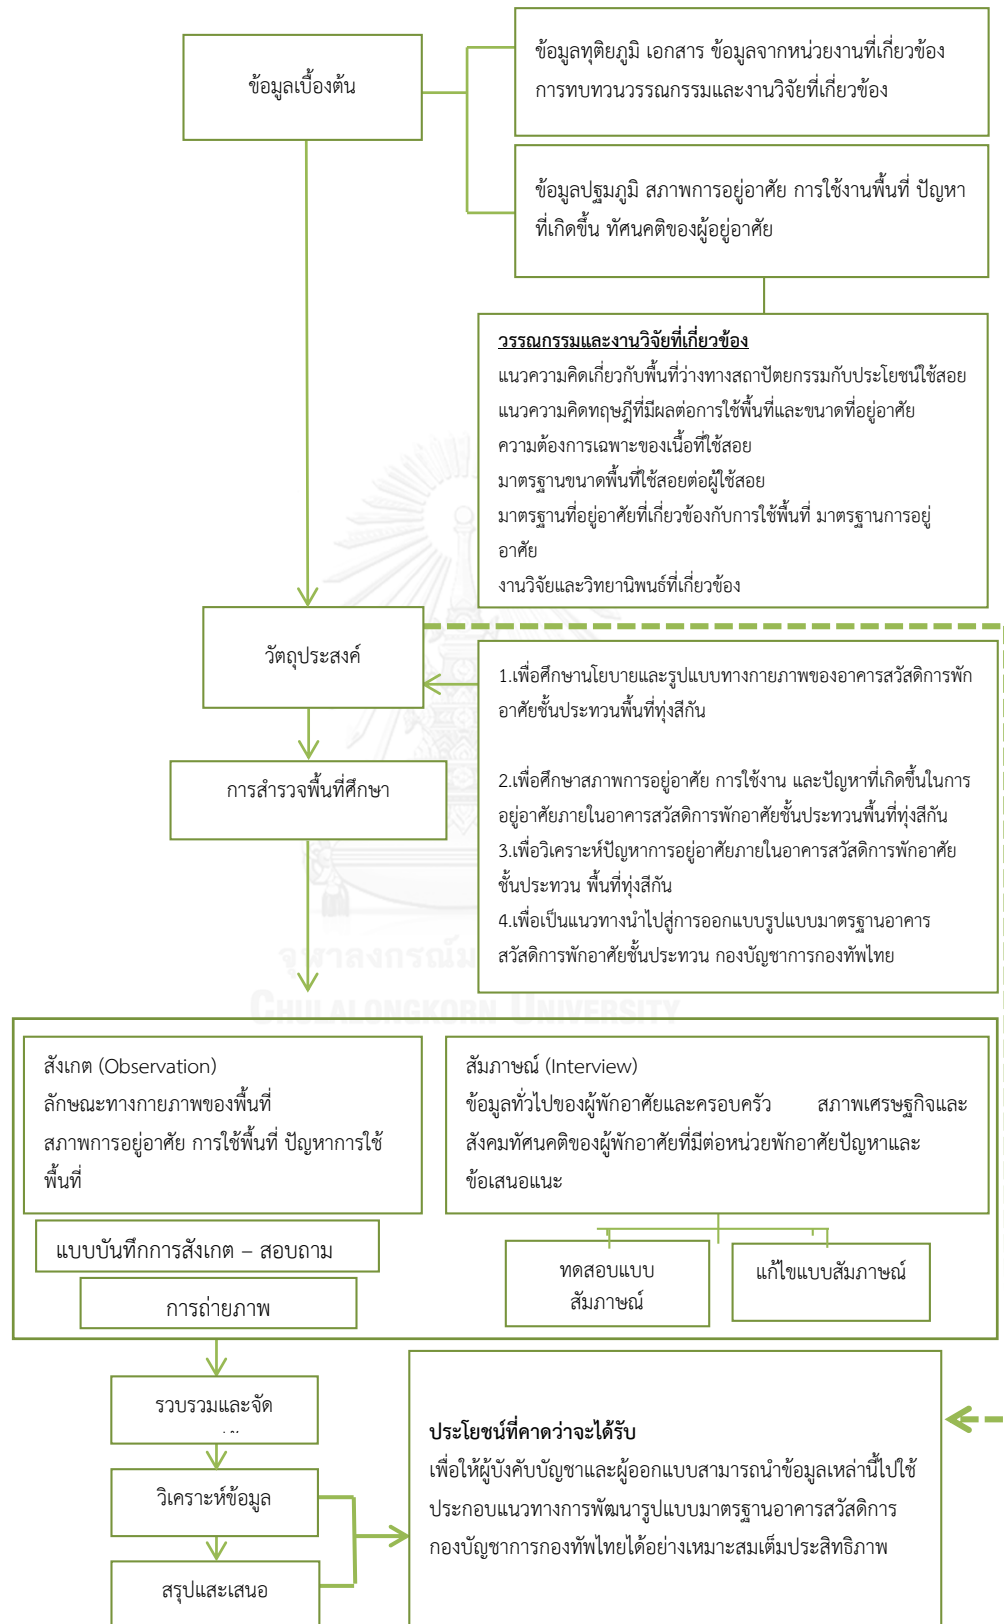 ข้อมูลเบื้องต้น
ข้อมูลทุติยภูมิ เอกสาร ข้อมูลจากหน่วยงานที่เกี่ยวข้อง
การทบทวนวรรณกรรมและงานวิจัยที่เกี่ยวข้อง
ข้อมูลปฐมภูมิ สภาพการอยู่อาศัย การใช้งานพื้นที่ ปัญหา
ที่เกิดขึ้น ทัศนคติของผู้อยู่อาศัย
วรรณกรรมและงานวิจัยที่เกี่ยวข้อง
แนวความคิดเกี่ยวกับพื้นที่ว่างทางสถาปัตยกรรมกับประโยชน์ใช้สอย
แนวความคิดทฤษฎีที่มีผลต่อการใช้พื้นที่และขนาดที่อยู่อาศัย
ความต้องการเฉพาะของเนื้อที่ใช้สอย
มาตรฐานขนาดพื้นที่ใช้สอยต่อผู้ใช้สอย
มาตรฐานที่อยู่อาศัยที่เกี่ยวข้องกับการใช้พื้นที่ มาตรฐานการอยู่
อาศัย
งานวิจัยและวิทยานิพนธ์ที่เกี่ยวข้อง
วัตถุประสงค์
1.เพื่อศึกษานโยบายและรูปแบบทางกายภาพของอาคารสวัสดิการพัก
อาศัยชั้นประทวนพื้นที่ทุ่งสีกัน
2.เพื่อศึกษาสภาพการอยู่อาศัย การใช้งาน และปัญหาที่เกิดขึ้นในการ
อยู่อาศัยภายในอาคารสวัสดิการพักอาศัยชั้นประทวนพื้นที่ทุ่งสีกัน
3.เพื่อวิเคราะห์ปัญหาการอยู่อาศัยภายในอาคารสวัสดิการพักอาศัย
ชั้นประทวน พื้นที่ทุ่งสีกัน
4.เพื่อเป็นแนวทางนำไปสู่การออกแบบรูปแบบมาตรฐานอาคาร
สวัสดิการพักอาศัยชั้นประทวน กองบัญชาการกองทัพไทย
การสำรวจพื้นที่ศึกษา
CHULALONGKORN UNIVERSITY
สังเกต (Observation)
ลักษณะทางกายภาพของพื้นที่
สภาพการอยู่อาศัย การใช้พื้นที่ ปัญหาการใช้
พื้นที่
แบบบันทึกการสังเกต – สอบถาม
การถ่ายภาพ
สัมภาษณ์ (Interview)
ข้อมูลทั่วไปของผู้พักอาศัยและครอบครัว สภาพเศรษฐกิจและ
สังคมทัศนคติของผู้พักอาศัยที่มีต่อหน่วยพักอาศัยปัญหาและ
ข้อเสนอแนะ
ทดสอบแบบ
สัมภาษณ์
แก้ไขแบบสัมภาษณ์
รวบรวมและจัด
วิเคราะห์ข้อมูล
สรุปแสะเสนอ
ประโยชน์ที่คาดว่าจะได้รับ
เพื่อให้ผู้บังคับบัญชาและผู้ออกแบบสามารถนำข้อมูลเหล่านี้ไปใช้
ประกอบแนวทางการพัฒนารูปแบบมาตรฐานอาคารสวัสดิการ
กองบัญชาการกองทัพไทยได้อย่างเหมาะสมเต็มประสิทธิภาพ